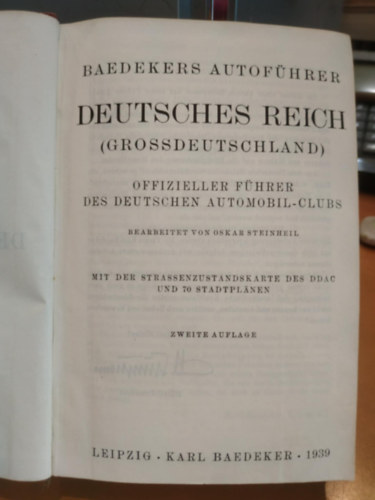 BAEDEKERS AUTOFÜHRER
DEUTSCHES REICH
(GROSSDEUTSCHLAND)
OFFIZIELLER FÜHRER
DES DEUTSCHEN AUTOMOBIL-CLUBS
BEARBEITET VON OSKAR STEINHEIL
MIT DER STRASSENZUSTANDSKARTE DES DDAC
UND 70 STADTPLÄNEN
ZWEITE AUFLAGE
LEIPZIG · KARL BAEDEKER · 1939